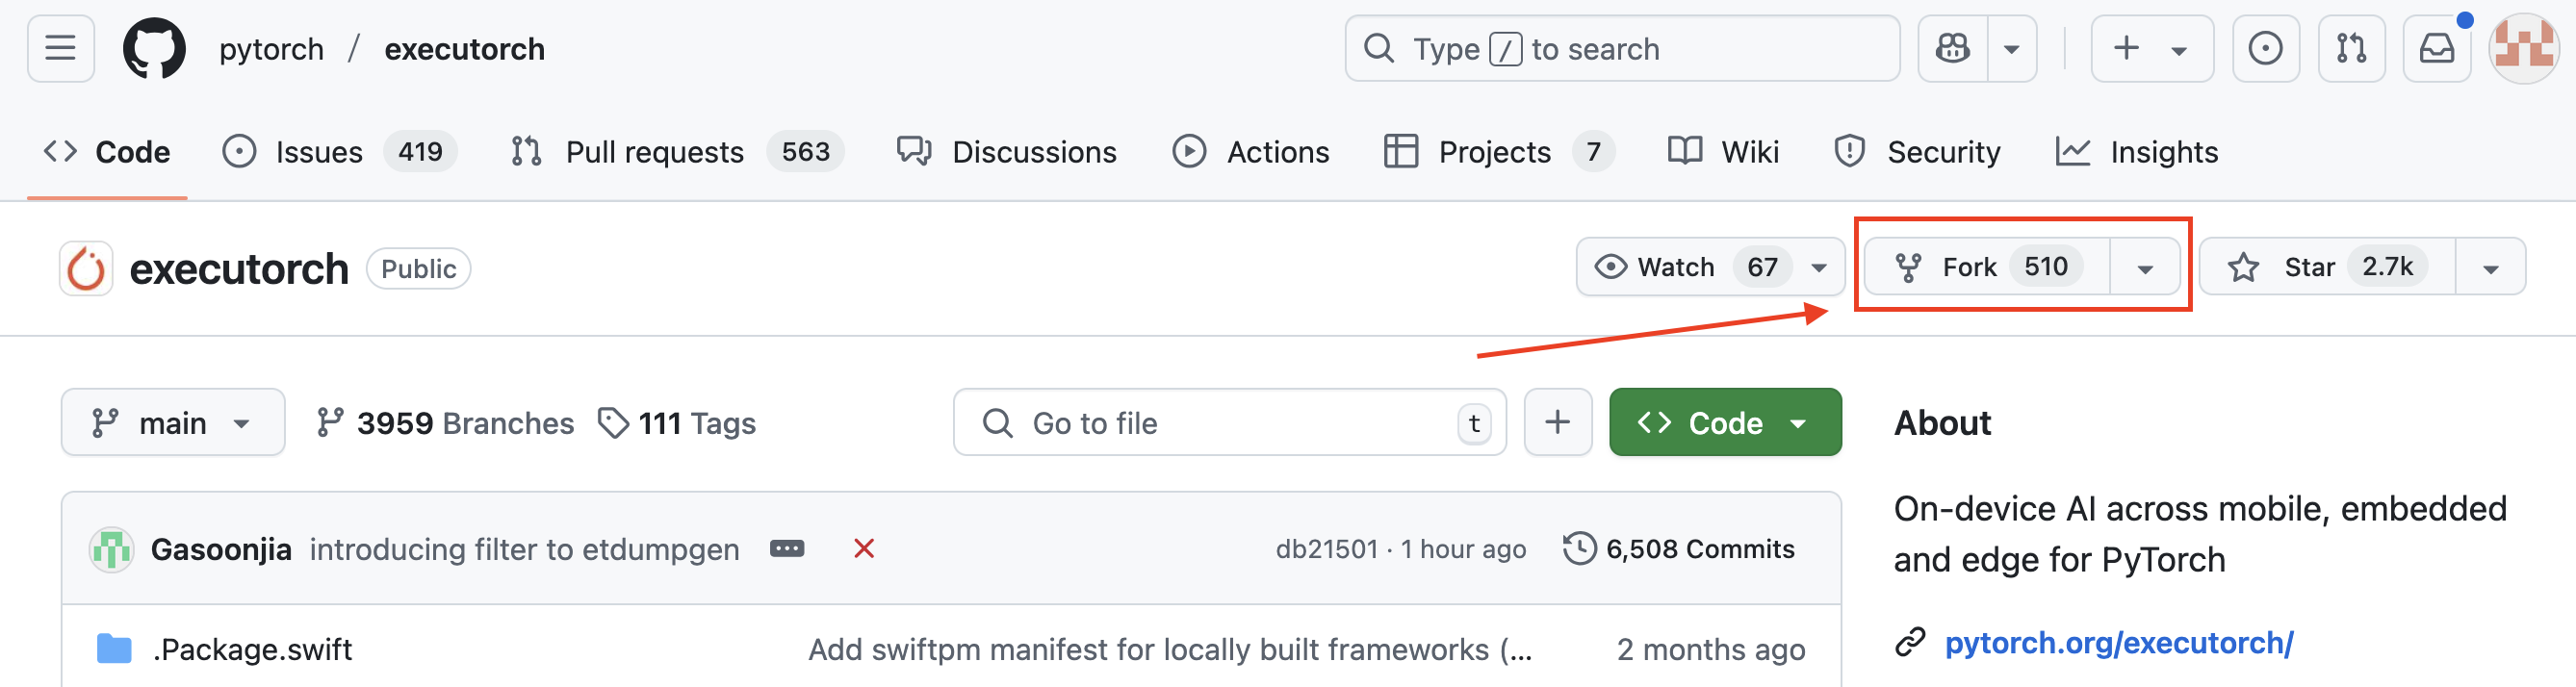 pytorch / executorch Type / to search
Code Issues 419 Pull requests 563 Discussions Actions Projects 7 Wiki Security Insights
executorch Public Watch 67 Fork 510 Star 2.7k
main 3959 Branches 111 Tags Go to file t Code About
On-device AI across mobile, embedded
and edge for PyTorch
Gasoonjia introducing filter to etdumpgen db21501 · 1 hour ago 6,508 Commits
.Package.swift Add swiftpm manifest for locally built frameworks (... 2 months ago
pytorch.org/executorch/